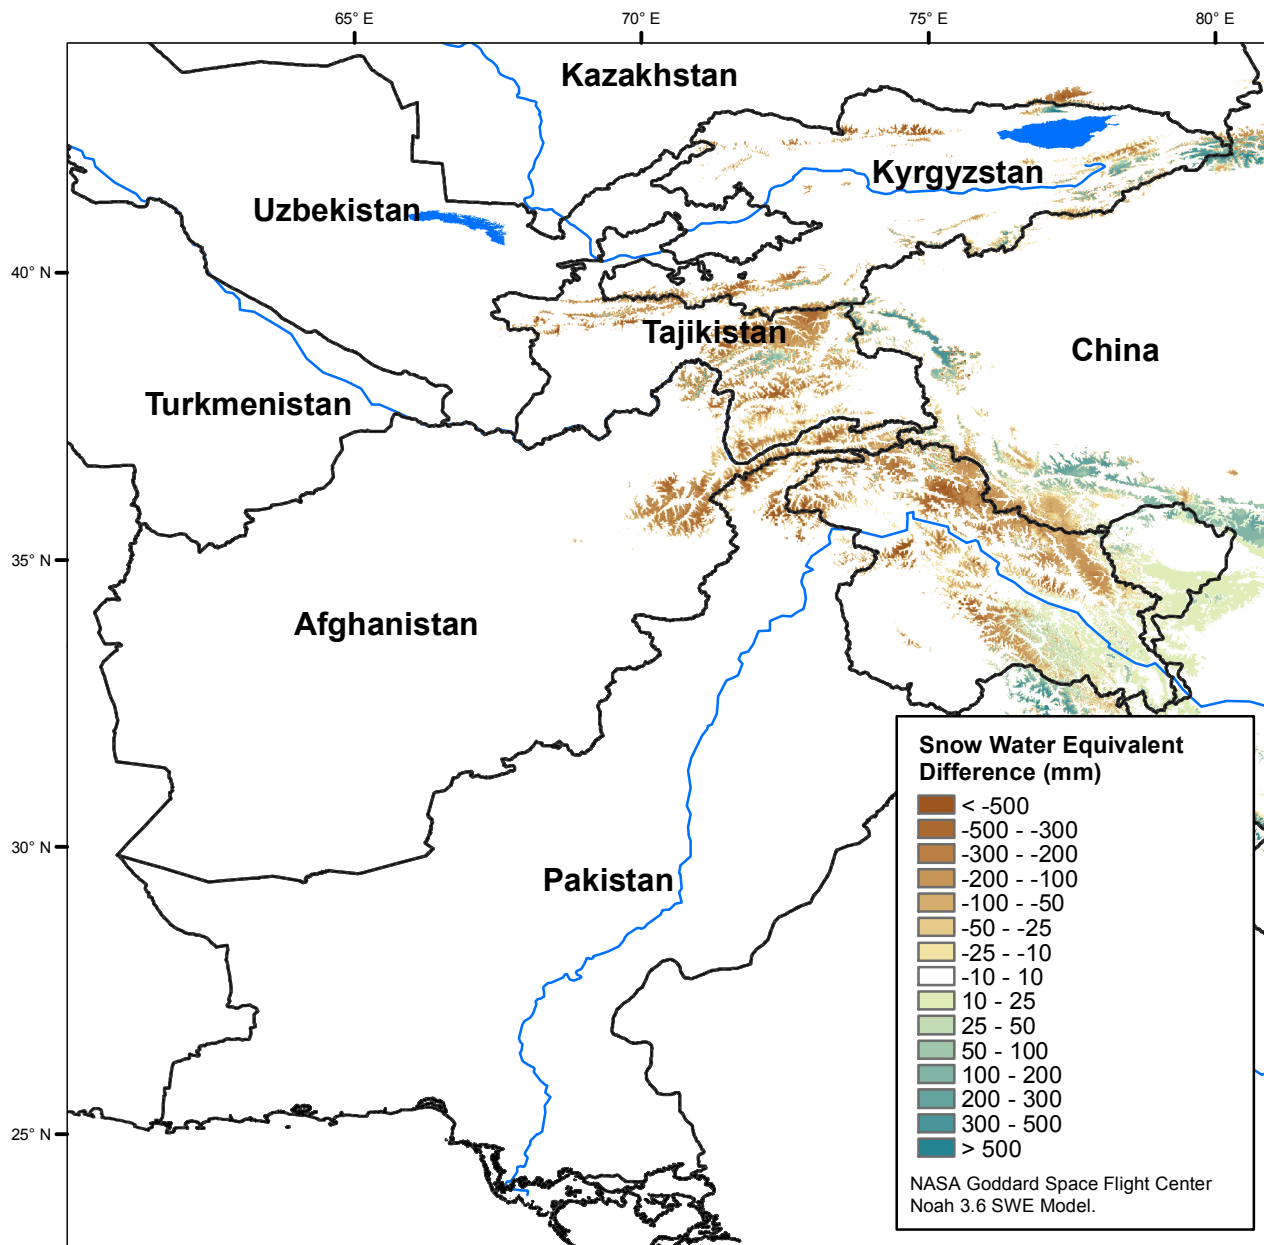 65° E
70° E
75° E
80° E
Kazakhstan
Kyrgyzstan
Uzbekistan
40° N
Tajikistan
China
Turkmenistan
35° N
Afghanistan
Snow Water Equivalent
Difference (mm)
< -500
-500 - -300
-300 - -200
-200 - -100
-100 - -50
-50 - -25
-25 - -10
-10 - 10
10 - 25
25 - 50
50 - 100
100 - 200
200 - 300
300 - 500
> 500
NASA Goddard Space Flight Center
Noah 3.6 SWE Model.
30° N
Pakistan
25° N